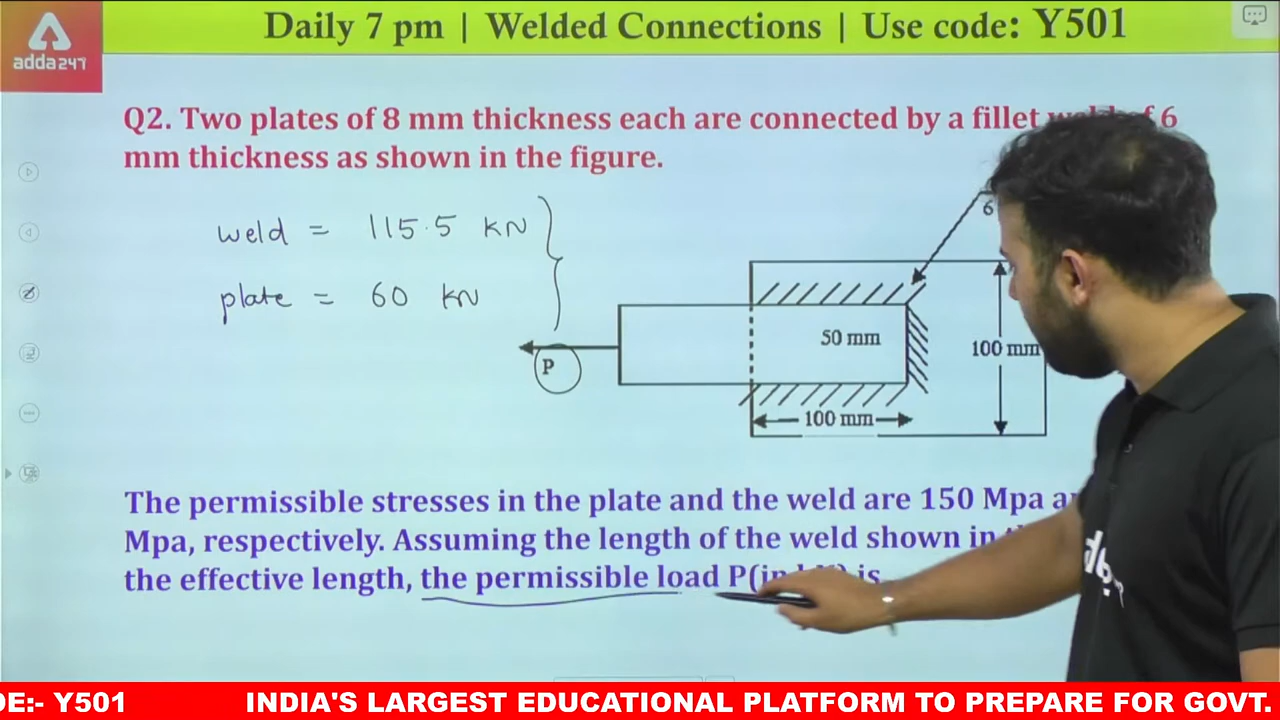 Daily 7 pm | Welded Connections | Use code: Y501
adda247
Q2. Two plates of 8 mm thickness each are connected by a fillet of 6
mm thickness as shown in the figure.
weld = 115.5 kN
plate = 60 kN
6
50 mm
100 mm
P
100 mm
The permissible stresses in the plate and the weld are 150 Mpa
Mpa, respectively. Assuming the length of the weld shown in
the effective length, the permissible load is
DE:- Y501 INDIA'S LARGEST EDUCATIONAL PLATFORM TO PREPARE FOR GOVT.